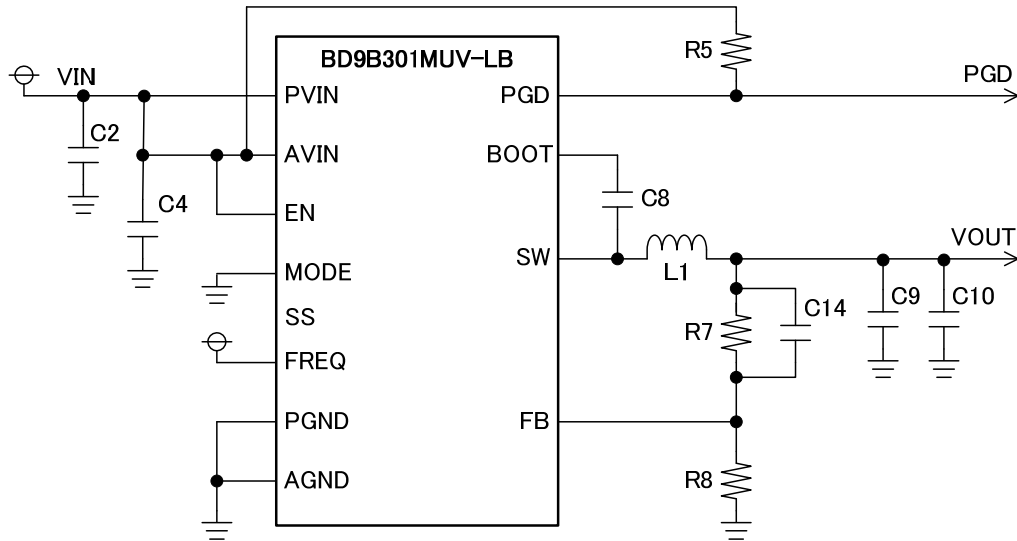 BD9B301MUV-LB
R5
VIN
PGD
PVIN
PGD
C2
AVIN
BOOT
C4
C8
EN
SW
VOUT
L1
MODE
C9
C10
C14
SS
R7
FREQ
PGND
FB
AGND
R8